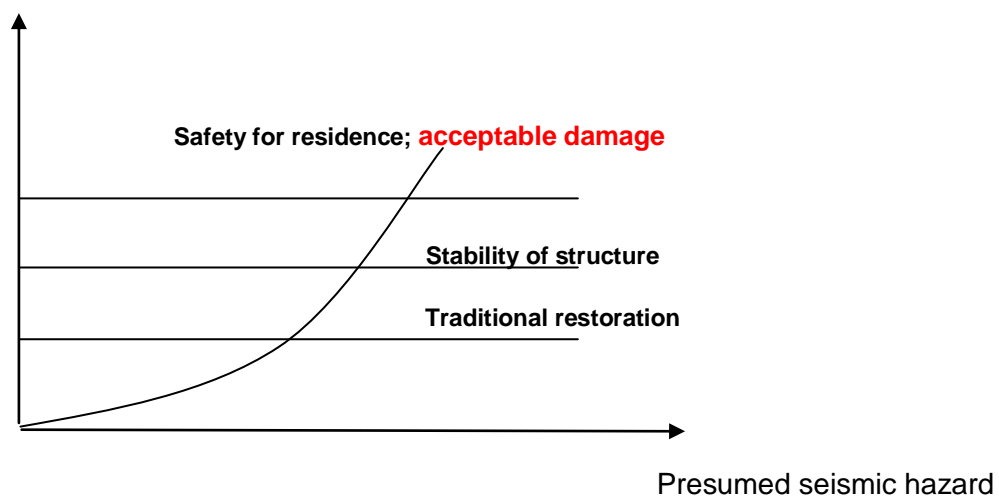 Safety for residence; acceptable damage
Stability of structure
Traditional restoration
Presumed seismic hazard